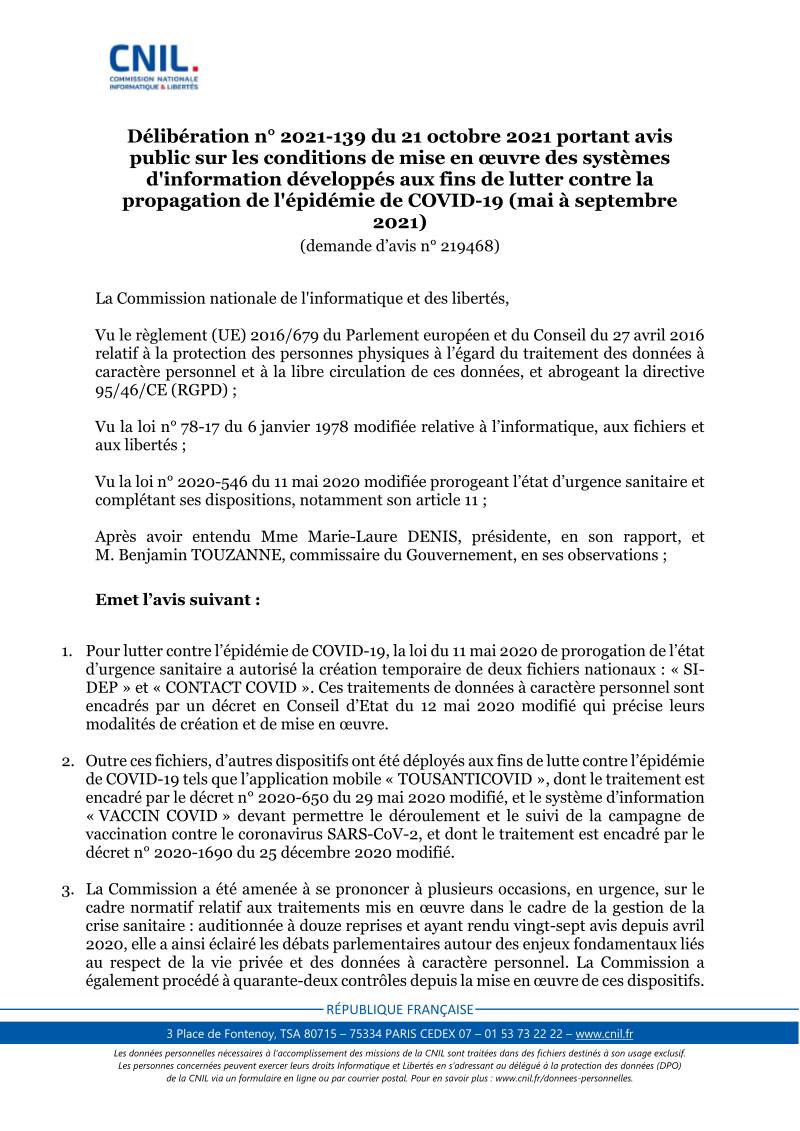 CNIL.
COMMISSION NATIONALE
INFORMATIQUE & LIBERTÉS
Délibération n° 2021-139 du 21 octobre 2021 portant avis
public sur les conditions de mise en œuvre des systèmes
d'information développés aux fins de lutter contre la
propagation de l'épidémie de COVID-19 (mai à septembre
2021)
(demande d’avis n° 219468)
La Commission nationale de l'informatique et des libertés,
Vu le règlement (UE) 2016/679 du Parlement européen et du Conseil du 27 avril 2016
relatif à la protection des personnes physiques à l’égard du traitement des données à
caractère personnel et à la libre circulation de ces données, et abrogeant la directive
95/46/CE (RGPD) ;
Vu la loi n° 78-17 du 6 janvier 1978 modifiée relative à l’informatique, aux fichiers et
aux libertés ;
Vu la loi n° 2020-546 du 11 mai 2020 modifiée prorogeant l’état d’urgence sanitaire et
complétant ses dispositions, notamment son article 11 ;
Après avoir entendu Mme Marie-Laure DENIS, présidente, en son rapport, et
M. Benjamin TOUZANNE, commissaire du Gouvernement, en ses observations ;
Emet l’avis suivant :
1. Pour lutter contre l’épidémie de COVID-19, la loi du 11 mai 2020 de prorogation de l’état
d’urgence sanitaire a autorisé la création temporaire de deux fichiers nationaux : « SI-
DEP » et « CONTACT COVID ». Ces traitements de données à caractère personnel sont
encadrés par un décret en Conseil d’Etat du 12 mai 2020 modifié qui précise leurs
modalités de création et de mise en œuvre.
2. Outre ces fichiers, d’autres dispositifs ont été déployés aux fins de lutte contre l’épidémie
de COVID-19 tels que l’application mobile « TOUSANTICOVID », dont le traitement est
encadré par le décret n° 2020-650 du 29 mai 2020 modifié, et le système d’information
« VACCIN COVID » devant permettre le déroulement et le suivi de la campagne de
vaccination contre le coronavirus SARS-CoV-2, et dont le traitement est encadré par le
décret n° 2020-1690 du 25 décembre 2020 modifié.
3. La Commission a été amenée à se prononcer à plusieurs occasions, en urgence, sur le
cadre normatif relatif aux traitements mis en œuvre dans le cadre de la gestion de la
crise sanitaire : auditionnée à douze reprises et ayant rendu vingt-sept avis depuis avril
2020, elle a ainsi éclairé les débats parlementaires autour des enjeux fondamentaux liés
au respect de la vie privée et des données à caractère personnel. La Commission a
également procédé à quarante-deux contrôles depuis la mise en œuvre de ces dispositifs.
RÉPUBLIQUE FRANÇAISE
3 Place de Fontenoy, TSA 80715 – 75334 PARIS CEDEX 07 – 01 53 73 22 22 – www.cnil.fr
Les données personnelles nécessaires à l'accomplissement des missions de la CNIL sont traitées dans des fichiers destinés à son usage exclusif.
Les personnes concernées peuvent exercer leurs droits Informatique et Libertés en s'adressant au délégué à la protection des données (DPO)
de la CNIL via un formulaire en ligne ou par courrier postal. Pour en savoir plus : www.cnil.fr/donnees-personnelles.